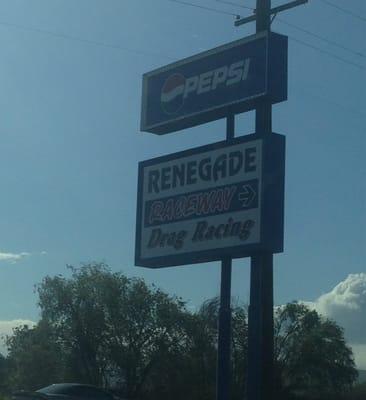 PEPSI
RENEGADE
RACEWAY
Drag Racing